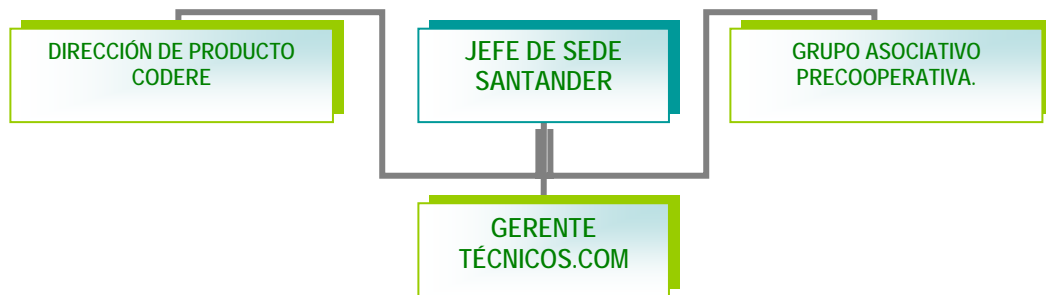 DIRECCIÓN DE PRODUCTO
CODERE
JEFE DE SEDE
SANTANDER
GRUPO ASOCIATIVO
PRECOOPERATIVA.
GERENTE
TÉCNICOS.COM